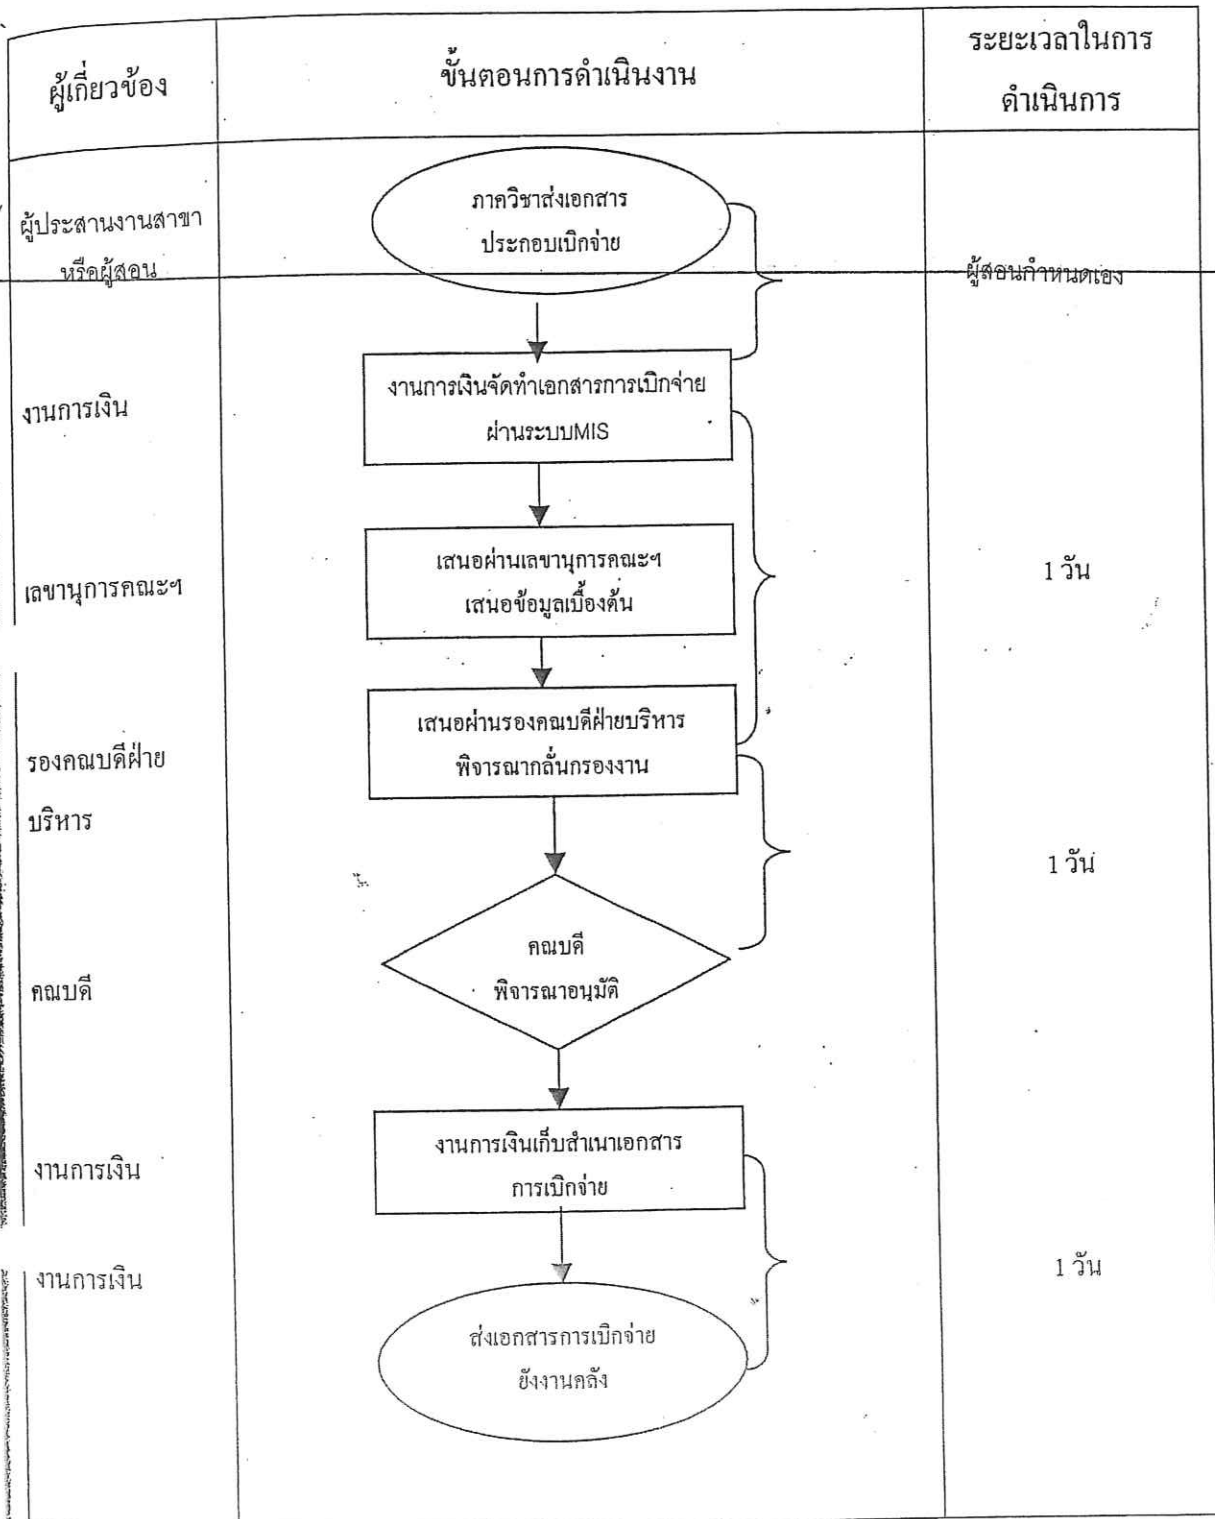 ผู้เกี่ยวข้อง
ขั้นตอนการดำเนินงาน
ระยะเวลาในการ
ดำเนินการ
ผู้ประสานงานสาขา
หรือผู้สอน
ภาควิชาส่งเอกสาร
ประกอบเบิกจ่าย
ผู้สอนกำหนดเอง
งานการเงิน
งานการเงินจัดทำเอกสารการเบิกจ่าย
ผ่านระบบMIS
เลขานุการคณะฯ
เสนอผ่านเลขานุการคณะฯ
เสนอข้อมูลเบื้องต้น
1 วัน
รองคณบดีฝ่าย
บริหาร
เสนอผ่านรองคณบดีฝ่ายบริหาร
พิจารณากลั่นกรองงาน
1 วัน
คณบดี
คณบดี
พิจารณาอนุมัติ
งานการเงิน
งานการเงินเก็บสำเนาเอกสาร
การเบิกจ่าย
งานการเงิน
ส่งเอกสารการเบิกจ่าย
ยังงานคลัง
1 วัน